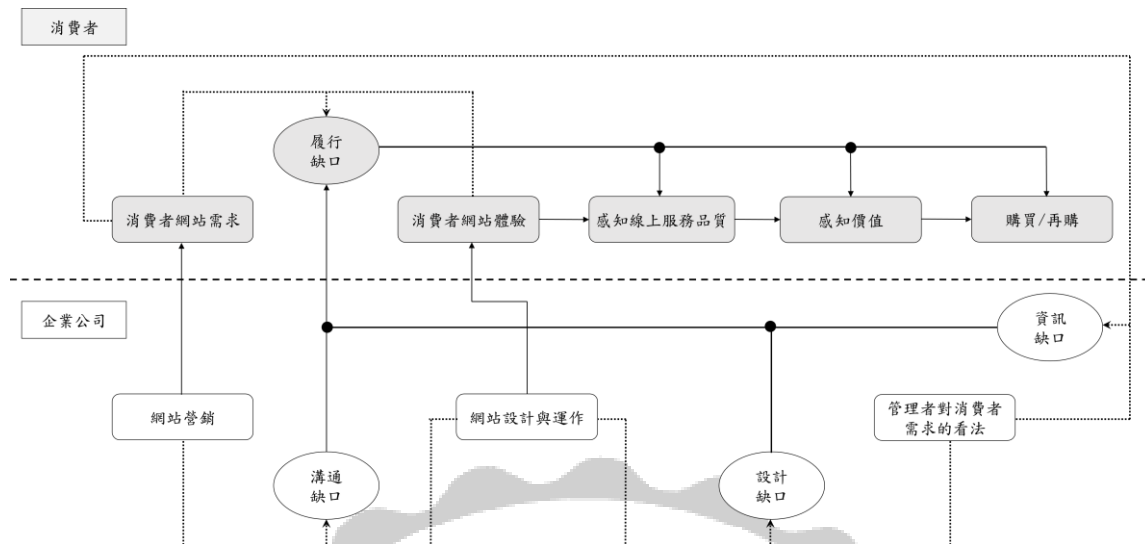 消費者
履行
缺口
消費者網站需求
消費者網站體驗
感知線上服務品質
感知價值
購買/再購
企業公司
資訊
缺口
網站營銷
網站設計與運作
管理者對消費者
需求的看法
溝通
缺口
設計
缺口